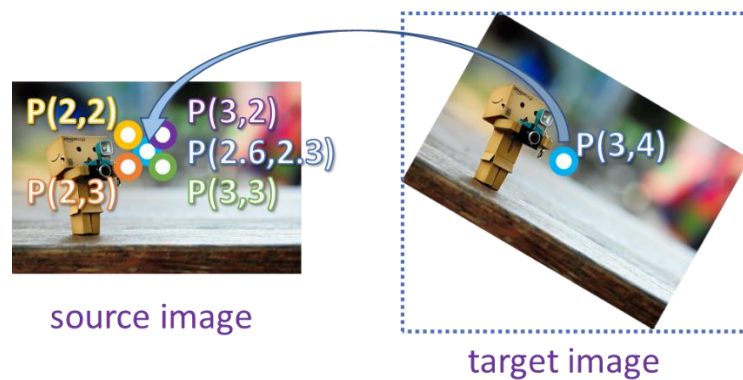 P(2,2)
P(3,2)
P(2.6,2.3)
P(2,3)
P(3,3)
P(3,4)
source image
target image